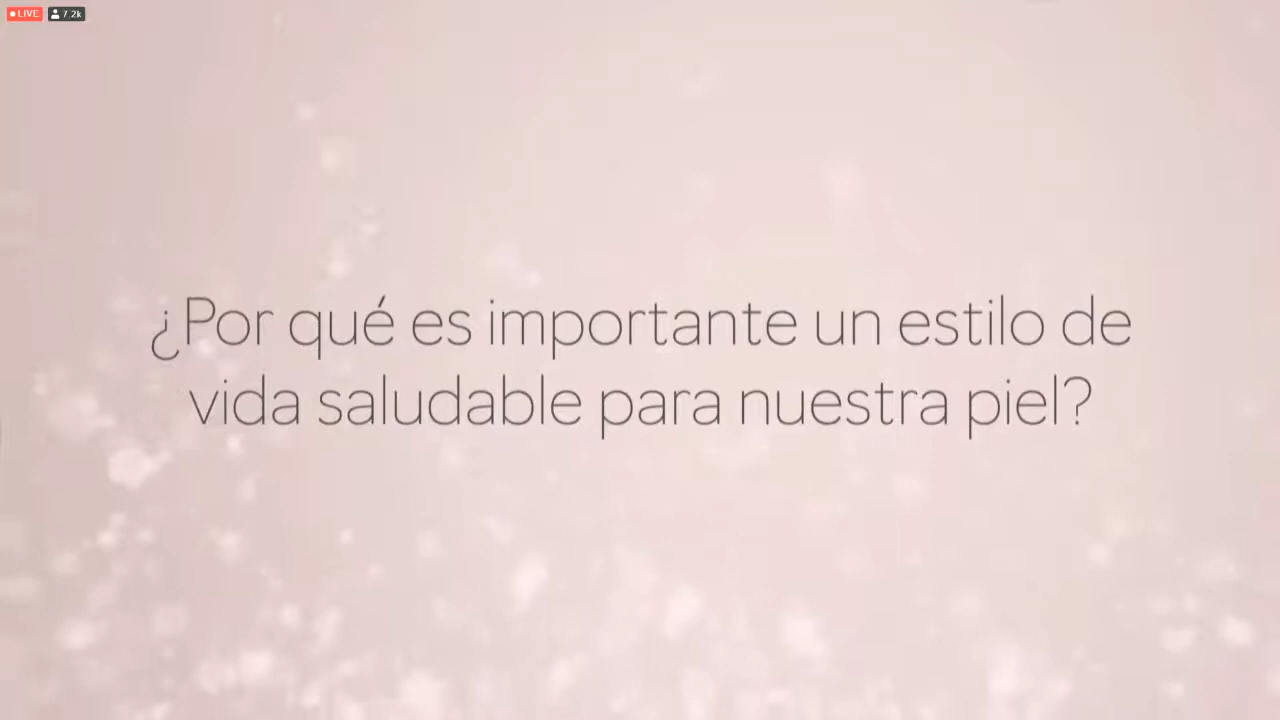 LIVE 7,2k
¿Por qué es importante un estilo de
vida saludable para nuestra piel?